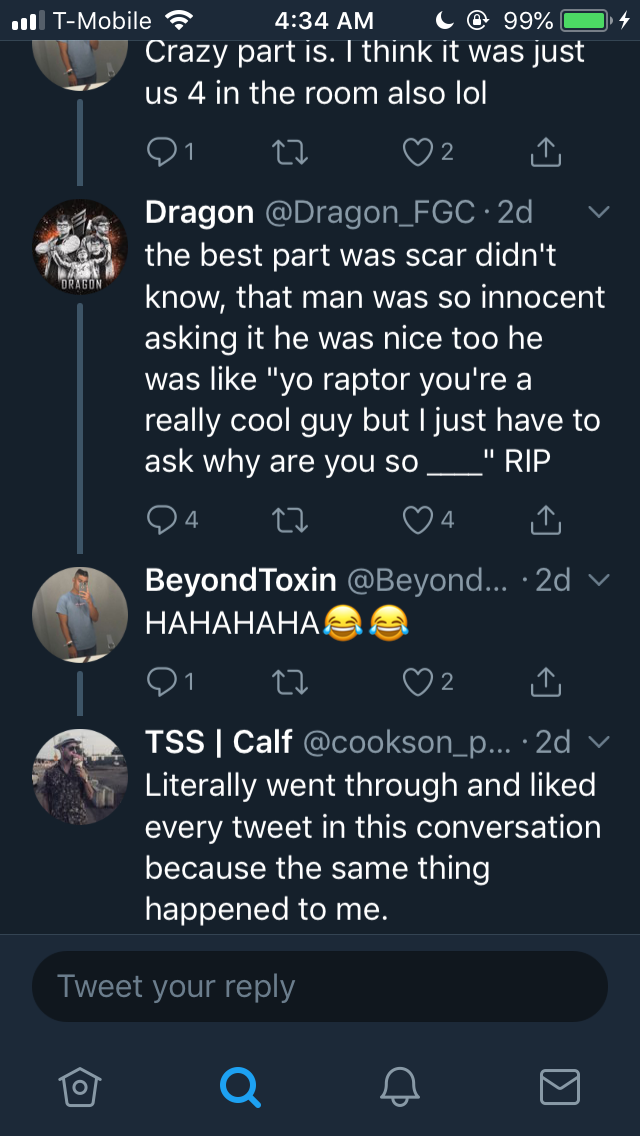 T-Mobile 4:34 AM 99%
Crazy part is. I think it was just
us 4 in the room also lol
1 2
Dragon @Dragon_FGC · 2d
the best part was scar didn't
know, that man was so innocent
asking it he was nice too he
was like "yo raptor you're a
really cool guy but I just have to
ask why are you so ____" RIP
DRAGON
4 4
BeyondToxin @Beyond... · 2d
HAHAHAHA😂😂
1 2
TSS | Calf @cookson_p... · 2d
Literally went through and liked
every tweet in this conversation
because the same thing
happened to me.
Tweet your reply